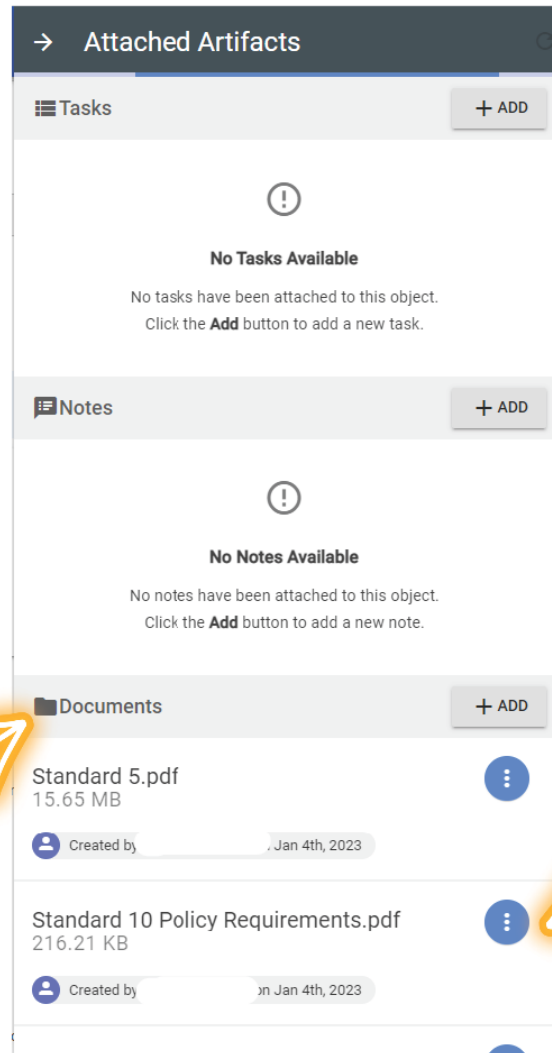 Attached Artifacts
Tasks
+ ADD
No Tasks Available
No tasks have been attached to this object.
Click the Add button to add a new task.
Notes
+ ADD
No Notes Available
No notes have been attached to this object.
Click the Add button to add a new note.
Documents
+ ADD
Standard 5.pdf
15.65 MB
Created by Jan 4th, 2023
Standard 10 Policy Requirements.pdf
216.21 KB
Created by on Jan 4th, 2023